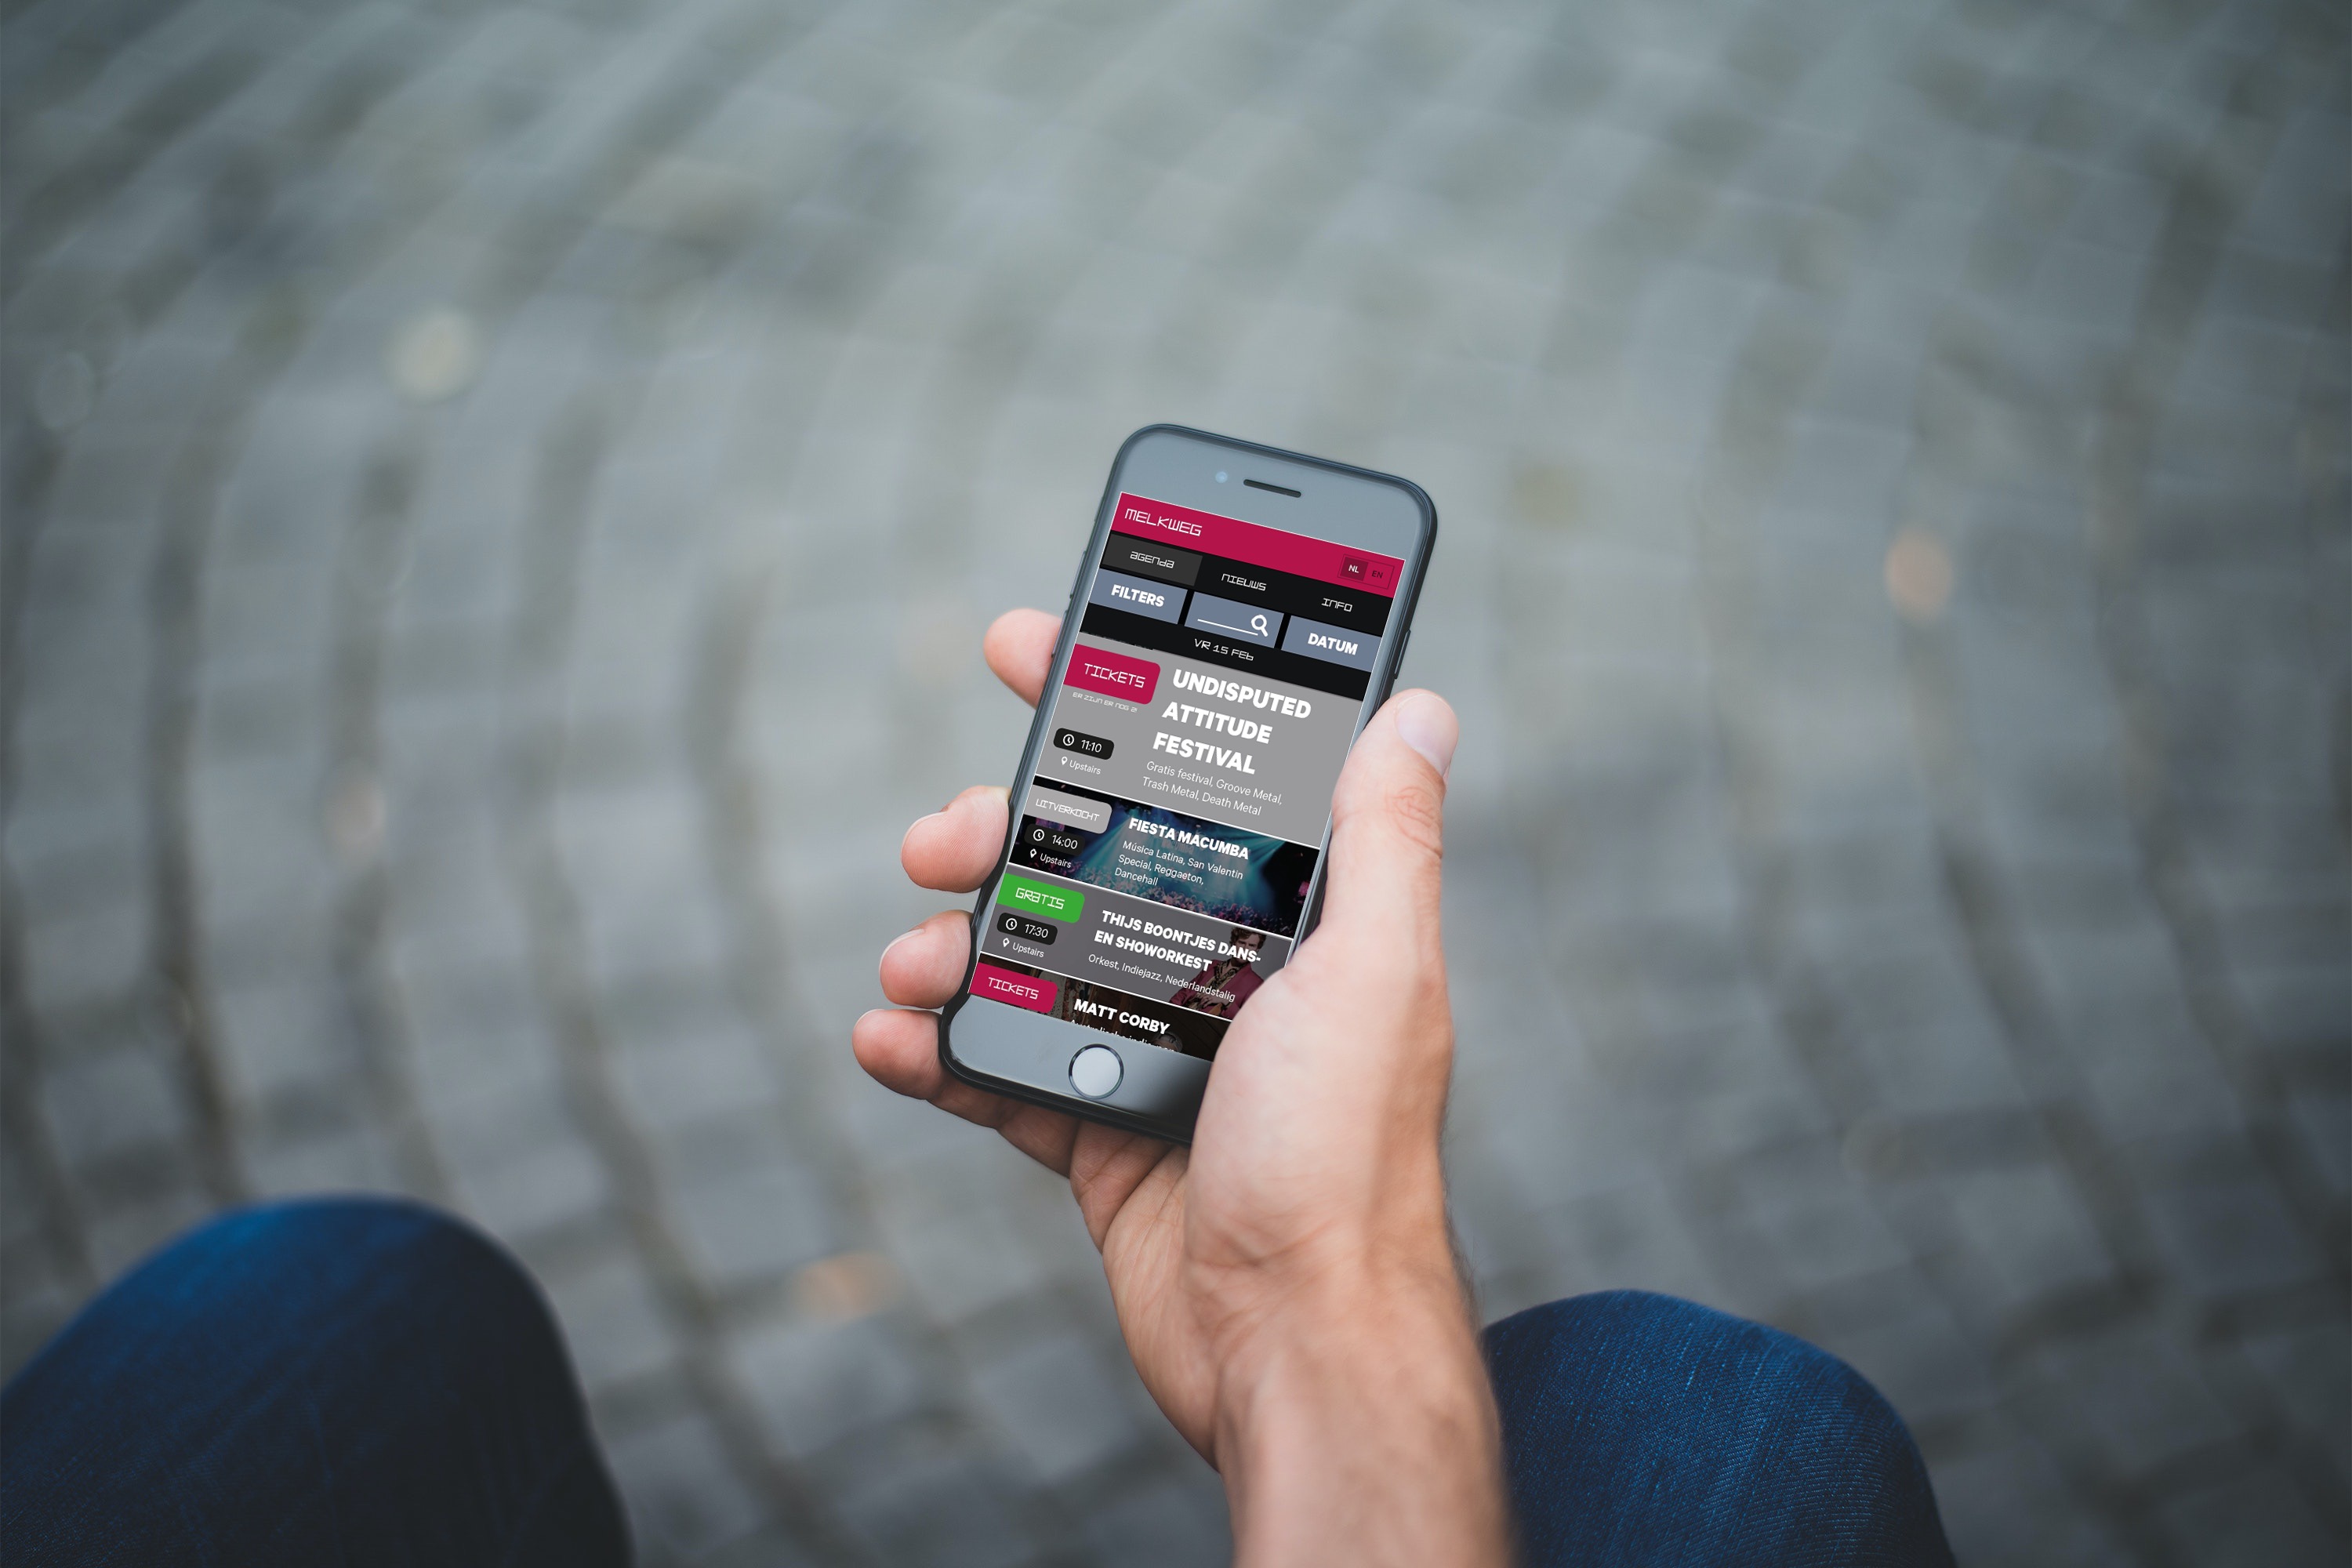 MELKWEG
NL EN
AGENDA NIEUWS INFO
FILTERS DATUM
VR 15 FEB
TICKETS
ER ZIJN ER NOG 2!
UNDISPUTED
ATTITUDE
FESTIVAL
Gratis festival, Groove Metal,
Trash Metal, Death Metal
11:10
Upstairs
UITVERKOCHT
14:00
Upstairs
FIESTA MACUMBA
Música Latina, San Valentin
Special, Reggaeton,
Dancehall
GRATIS
17:30
Upstairs
THIJS BOONTJES DANS-
EN SHOWORKEST
Orkest, Indiejazz, Nederlandstalig
TICKETS
MATT CORBY